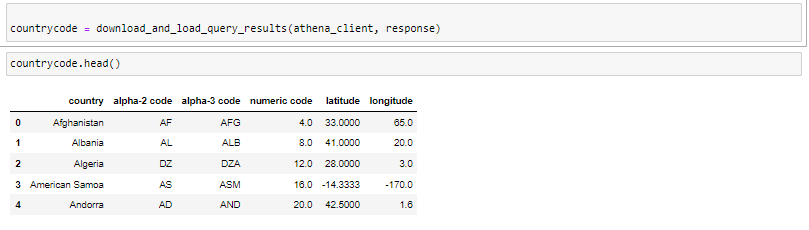 countrycode = download_and_load_query_results(athena_client, response)
countrycode.head()
country alpha-2 code alpha-3 code numeric code latitude longitude
0 Afghanistan AF AFG 4.0 33.0000 65.0
1 Albania AL ALB 8.0 41.0000 20.0
2 Algeria DZ DZA 12.0 28.0000 3.0
3 American Samoa AS ASM 16.0 -14.3333 -170.0
4 Andorra AD AND 20.0 42.5000 1.6